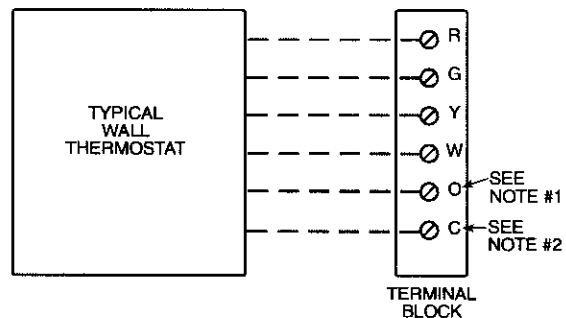 TYPICAL
WALL
THERMOSTAT
R
G
Y
W
O
C
SEE
NOTE #1
SEE
NOTE #2
TERMINAL
BLOCK